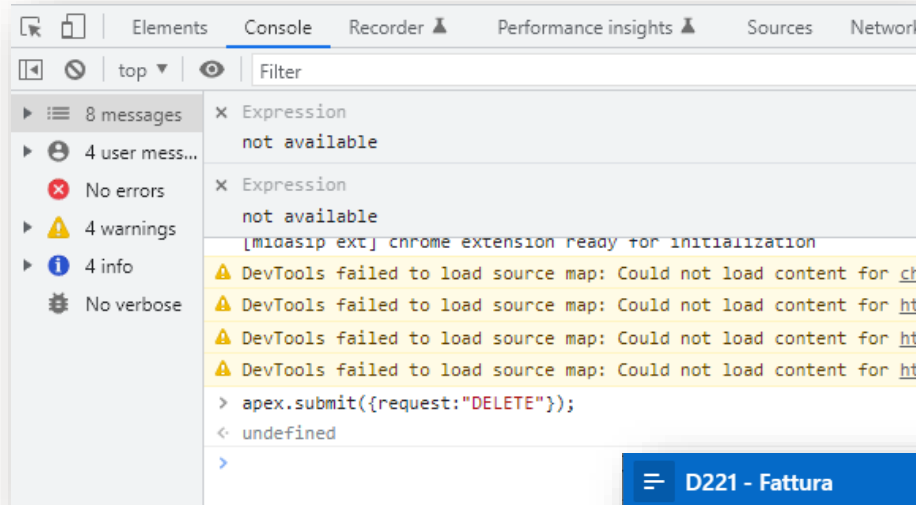 Elements Console Recorder Performance insights Sources Network
top Filter
8 messages
4 user mess...
No errors
4 warnings
4 info
No verbose
Expression
not available
Expression
not available
[midasip ext] chrome extension ready for initialization
DevTools failed to load source map: Could not load content for ch
DevTools failed to load source map: Could not load content for ht
DevTools failed to load source map: Could not load content for ht
DevTools failed to load source map: Could not load content for ht
> apex.submit({request:"DELETE"});
<· undefined
>
D221 - Fattura